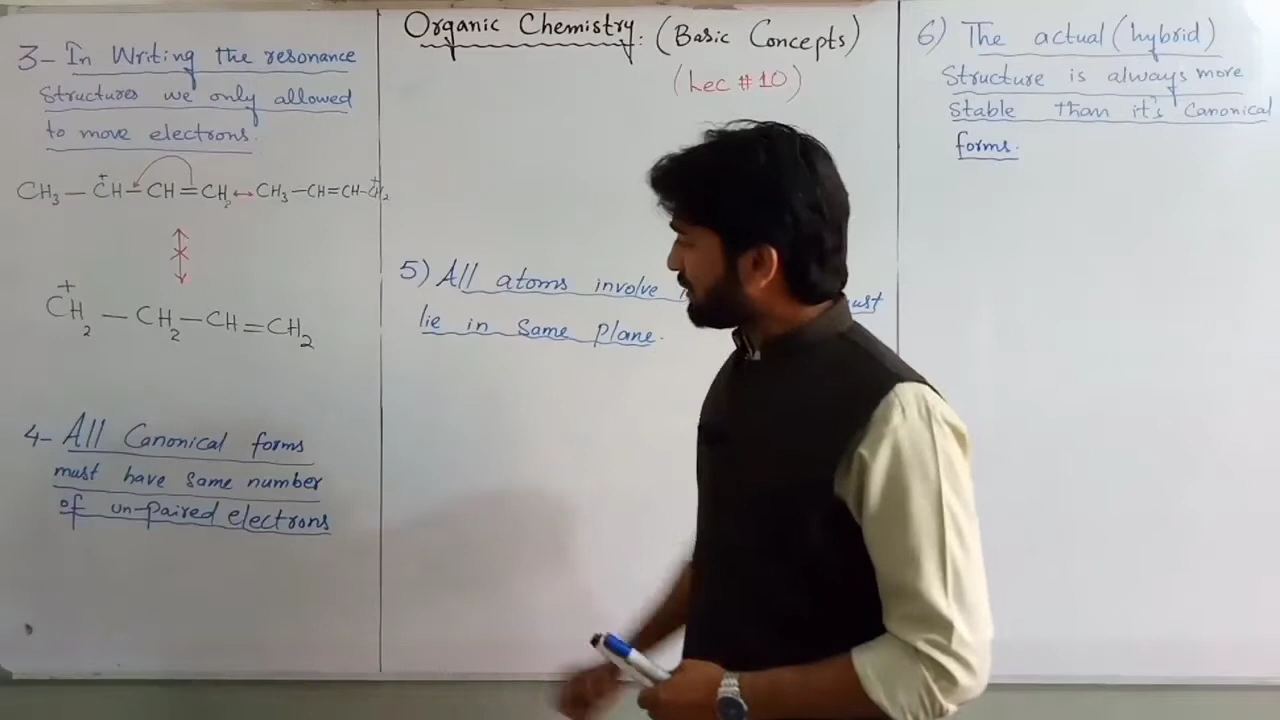 Organic Chemistry: (Basic Concepts)
(Lec # 10)
3- In Writing the resonance
Structures we only allowed
to move electrons.
CH3 — C+H — CH = CH2 ↔ CH3 — CH = CH — C+H2
+
CH2 — CH2 — CH = CH2
4- All Canonical forms
must have same number
of un-paired electrons
5) All atoms involve
lie in Same plane.
6) The actual (hybrid)
Structure is always more
stable than it's Canonical
forms.